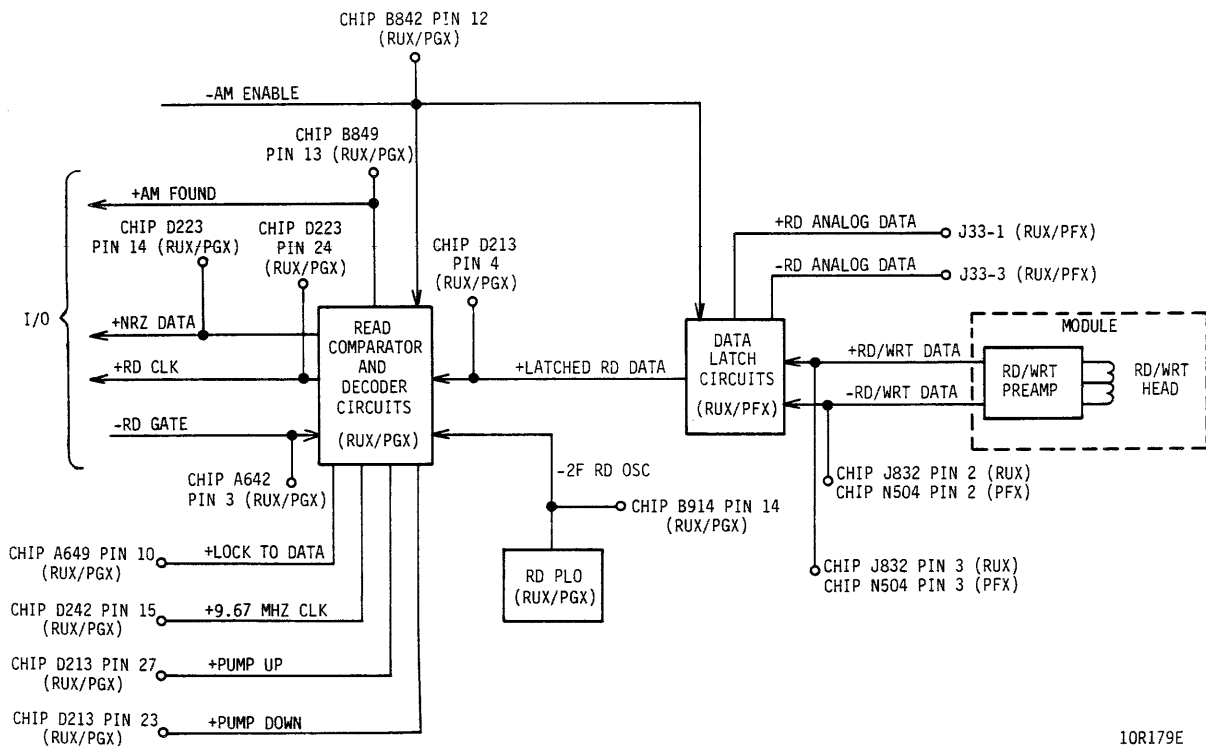 CHIP B842 PIN 12
(RUX/PGX)
-AM ENABLE
CHIP B849
PIN 13 (RUX/PGX)
+AM FOUND
CHIP D223
PIN 14 (RUX/PGX)
CHIP D223
PIN 24
(RUX/PGX)
CHIP D213
PIN 4
(RUX/PGX)
+RD ANALOG DATA
J33-1 (RUX/PFX)
-RD ANALOG DATA
J33-3 (RUX/PFX)
I/O
+NRZ DATA
+RD CLK
-RD GATE
CHIP A642
PIN 3 (RUX/PGX)
READ
COMPARATOR
AND
DECODER
CIRCUITS
(RUX/PGX)
+LATCHED RD DATA
DATA
LATCH
CIRCUITS
(RUX/PFX)
+RD/WRT DATA
-RD/WRT DATA
MODULE
RD/WRT
PREAMP
RD/WRT
HEAD
-2F RD OSC
CHIP B914 PIN 14
(RUX/PGX)
RD PLO
(RUX/PGX)
CHIP J832 PIN 2 (RUX)
CHIP N504 PIN 2 (PFX)
CHIP J832 PIN 3 (RUX)
CHIP N504 PIN 3 (PFX)
CHIP A649 PIN 10
(RUX/PGX)
+LOCK TO DATA
CHIP D242 PIN 15
(RUX/PGX)
+9.67 MHZ CLK
CHIP D213 PIN 27
(RUX/PGX)
+PUMP UP
CHIP D213 PIN 23
(RUX/PGX)
+PUMP DOWN
10R179E